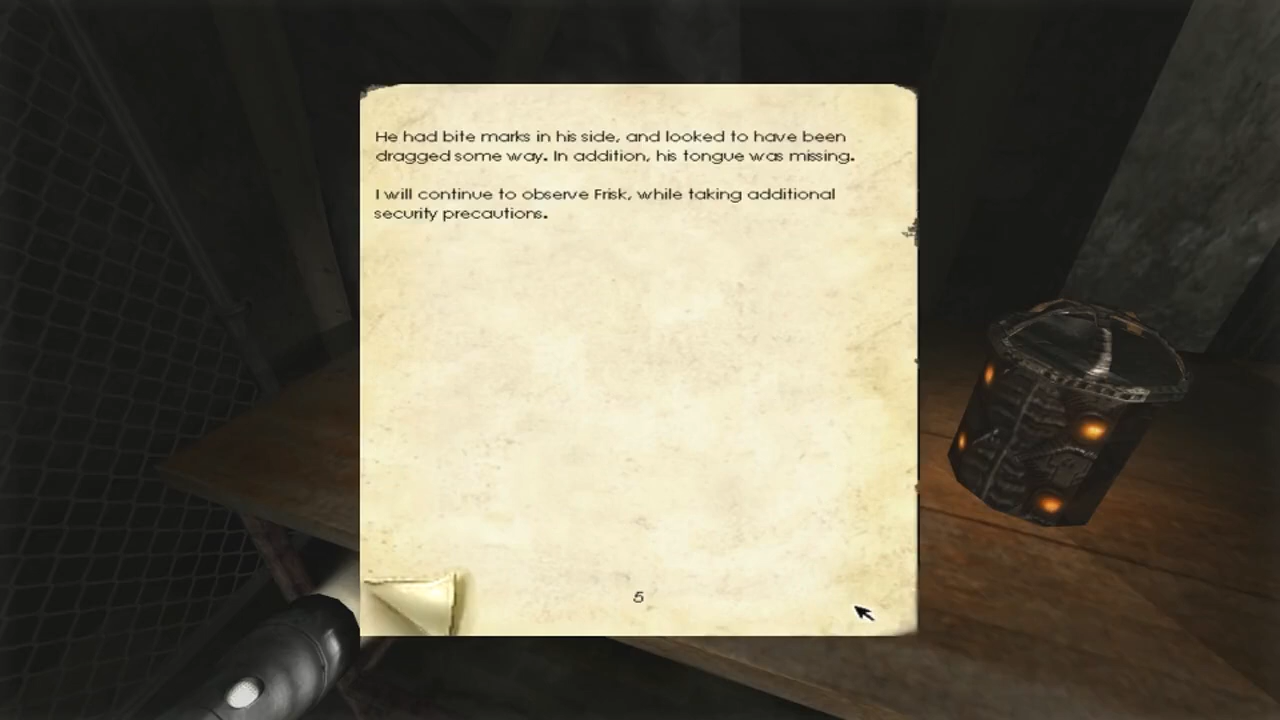 He had bite marks in his side, and looked to have been
dragged some way. In addition, his tongue was missing.
I will continue to observe Frisk, while taking additional
security precautions.
5